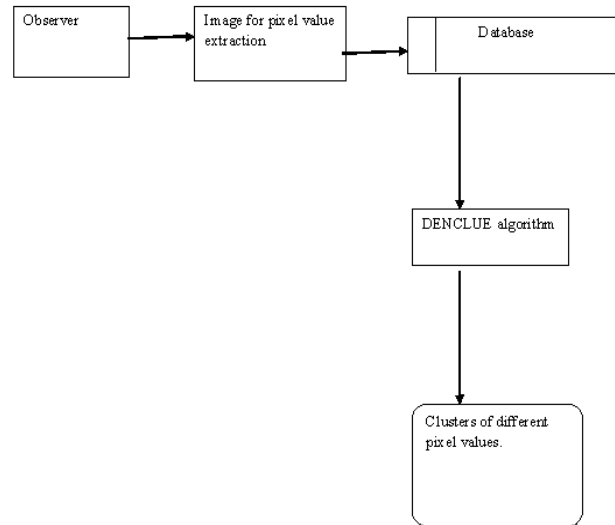 Observer
Image for pixel value
extraction
Database
DENCLUE algorithm
Clusters of different
pixel values.